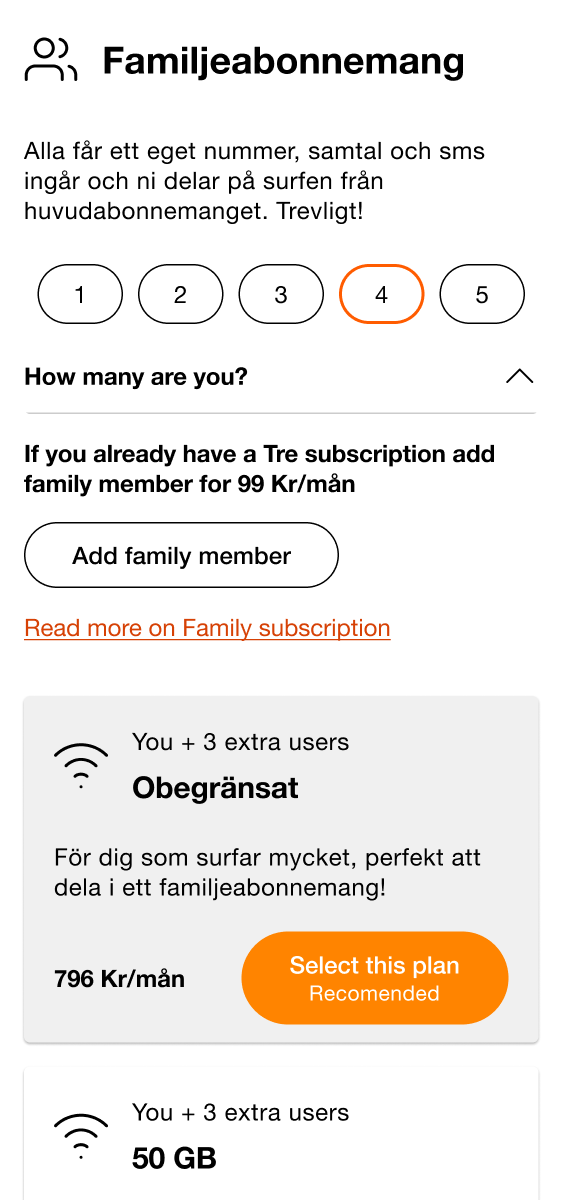 Familjeabonnemang
Alla får ett eget nummer, samtal och sms
ingår och ni delar på surfen från
huvudabonnemanget. Trevligt!
1 2 3 4 5
How many are you?
If you already have a Tre subscription add
family member for 99 Kr/mån
Add family member
Read more on Family subscription
You + 3 extra users
Obegränsat
För dig som surfar mycket, perfekt att
dela i ett familjeabonnemang!
796 Kr/mån
Select this plan
Recomended
You + 3 extra users
50 GB